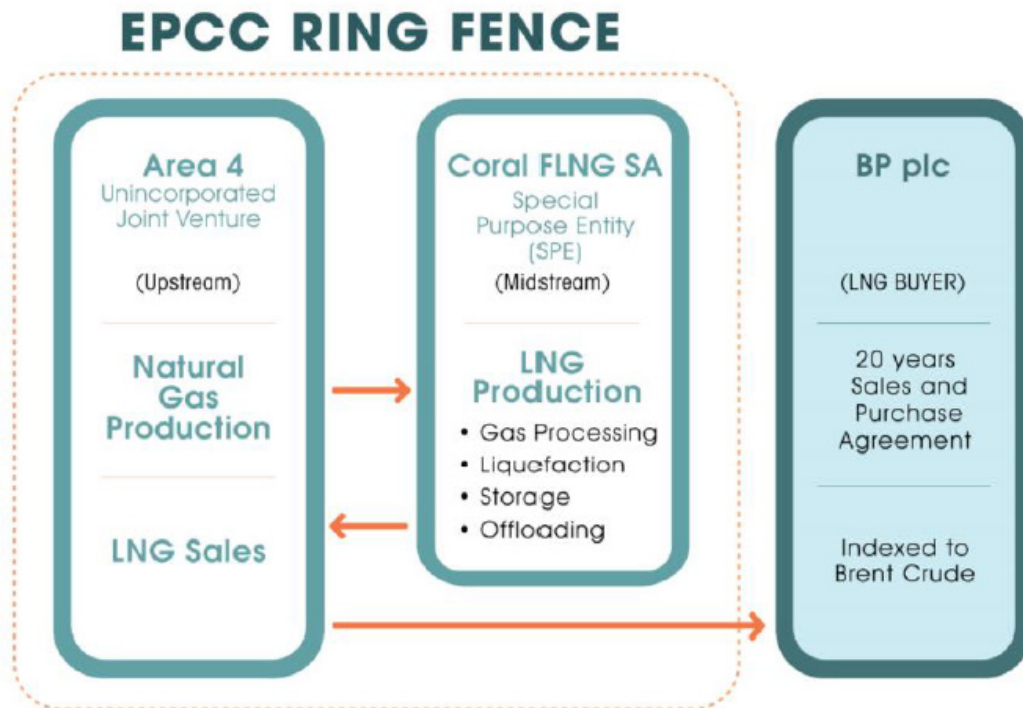 EPCC RING FENCE
Area 4
Unincorporated
Joint Venture
(Upstream)
Natural
Gas
Production
LNG Sales
Coral FLNG SA
Special
Purpose Entity
(SPE)
(Midstream)
LNG
Production
• Gas Processing
• Liquefaction
• Storage
• Offloading
BP plc
(LNG BUYER)
20 years
Sales and
Purchase
Agreement
Indexed to
Brent Crude